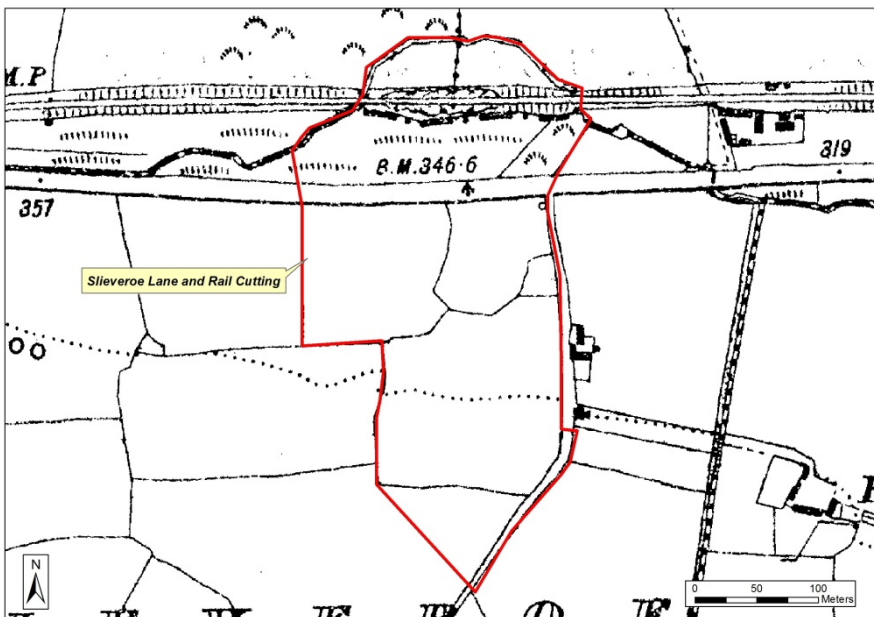 M.P
B.M.346·6
319
357
Slieveroe Lane and Rail Cutting
N
0 50 100
Meters